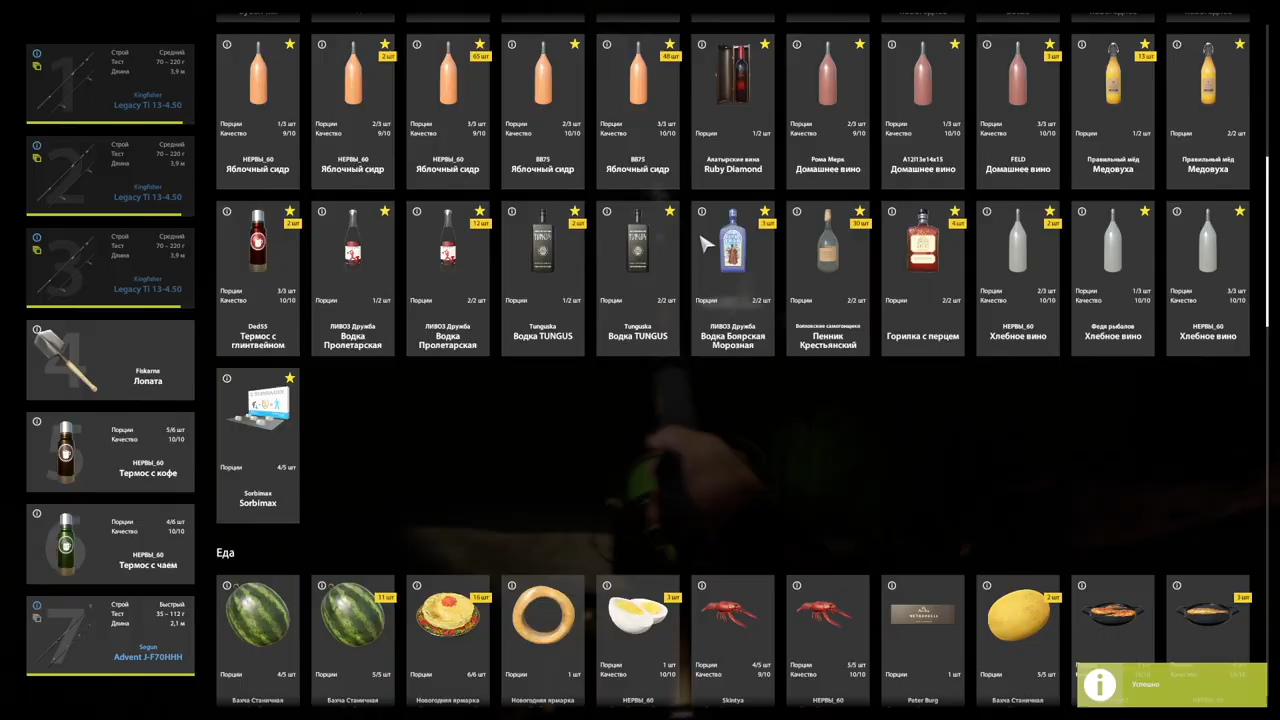 Строй Средний
Тест 70 – 220 г
Длина 3,9 м
Kingfisher
Legacy Ti 13-4.50
Строй Средний
Тест 70 – 220 г
Длина 3,9 м
Kingfisher
Legacy Ti 13-4.50
Строй Средний
Тест 70 – 220 г
Длина 3,9 м
Kingfisher
Legacy Ti 13-4.50
4
Fiskama
Лопата
5
Порции 5/6 шт
Качество 10/10
НЕРВЫ_60
Термос с кофе
6
Порции 4/6 шт
Качество 10/10
НЕРВЫ_60
Термос с чаем
7
Строй Быстрый
Тест 35 – 112 г
Длина 2,1 м
Segun
Advent J-F70HHH
2 шт 65 шт 48 шт 3 шт 13 шт
Порции 1/3 шт Порции 2/3 шт Порции 3/3 шт Порции 2/3 шт Порции 3/3 шт Порции 1/2 шт Порции 2/3 шт Порции 1/3 шт Порции 3/3 шт Порции 1/2 шт Порции 2/2 шт
Качество 9/10 Качество 9/10 Качество 9/10 Качество 10/10 Качество 10/10 Качество 9/10 Качество 10/10 Качество 10/10
НЕРВЫ_60 НЕРВЫ_60 НЕРВЫ_60 BB75 BB75 Алатырские вина Рома Мерк A12l13e14x15 FELD Правильный мёд Правильный мёд
Яблочный сидр Яблочный сидр Яблочный сидр Яблочный сидр Яблочный сидр Ruby Diamond Домашнее вино Домашнее вино Домашнее вино Медовуха Медовуха
2 шт 12 шт 2 шт 3 шт 30 шт 4 шт 2 шт
Порции 3/3 шт Порции 1/2 шт Порции 2/2 шт Порции 1/2 шт Порции 2/2 шт Порции 2/2 шт Порции 2/2 шт Порции 2/2 шт Порции 2/3 шт Порции 1/3 шт Порции 3/3 шт
Качество 10/10 Качество 10/10 Качество 10/10 Качество 10/10
Ded55 ЛИВОЗ Дружба ЛИВОЗ Дружба Tunguska Tunguska ЛИВОЗ Дружба Волховские самогонщики НЕРВЫ_60 Федя рыбалов НЕРВЫ_60
Термос с глинтвейном Водка Пролетарская Водка Пролетарская Водка TUNGUS Водка TUNGUS Водка Боярская Морозная Пенник Крестьянский Горилка с перцем Хлебное вино Хлебное вино Хлебное вино
Порции 4/5 шт
Sorbimax
Sorbimax
Еда
11 шт 16 шт 3 шт 2 шт 3 шт
Порции 4/5 шт Порции 5/5 шт Порции 6/6 шт Порции 1 шт Порции 1 шт Порции 4/5 шт Порции 5/5 шт Порции 1 шт Порции 5/5 шт
Качество 10/10 Качество 9/10 Качество 10/10
Бахча Станичная Бахча Станичная Новогодняя ярмарка Новогодняя ярмарка НЕРВЫ_60 Skintya НЕРВЫ_60 Peter Burg Бахча Станичная
Успешно